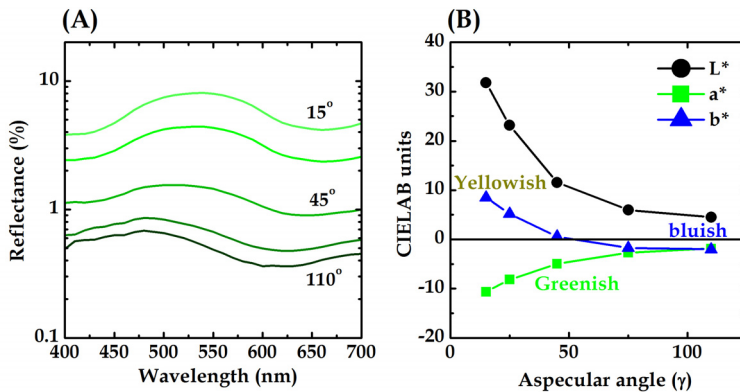 (A)
Reflectance (%)
10
1
0.1
15°
45°
110°
400 450 500 550 600 650 700
Wavelength (nm)
(B)
CIELAB units
40
30
20
10
0
-10
-20
L*
a*
b*
Yellowish
bluish
Greenish
0 50 100
Aspecular angle (γ)